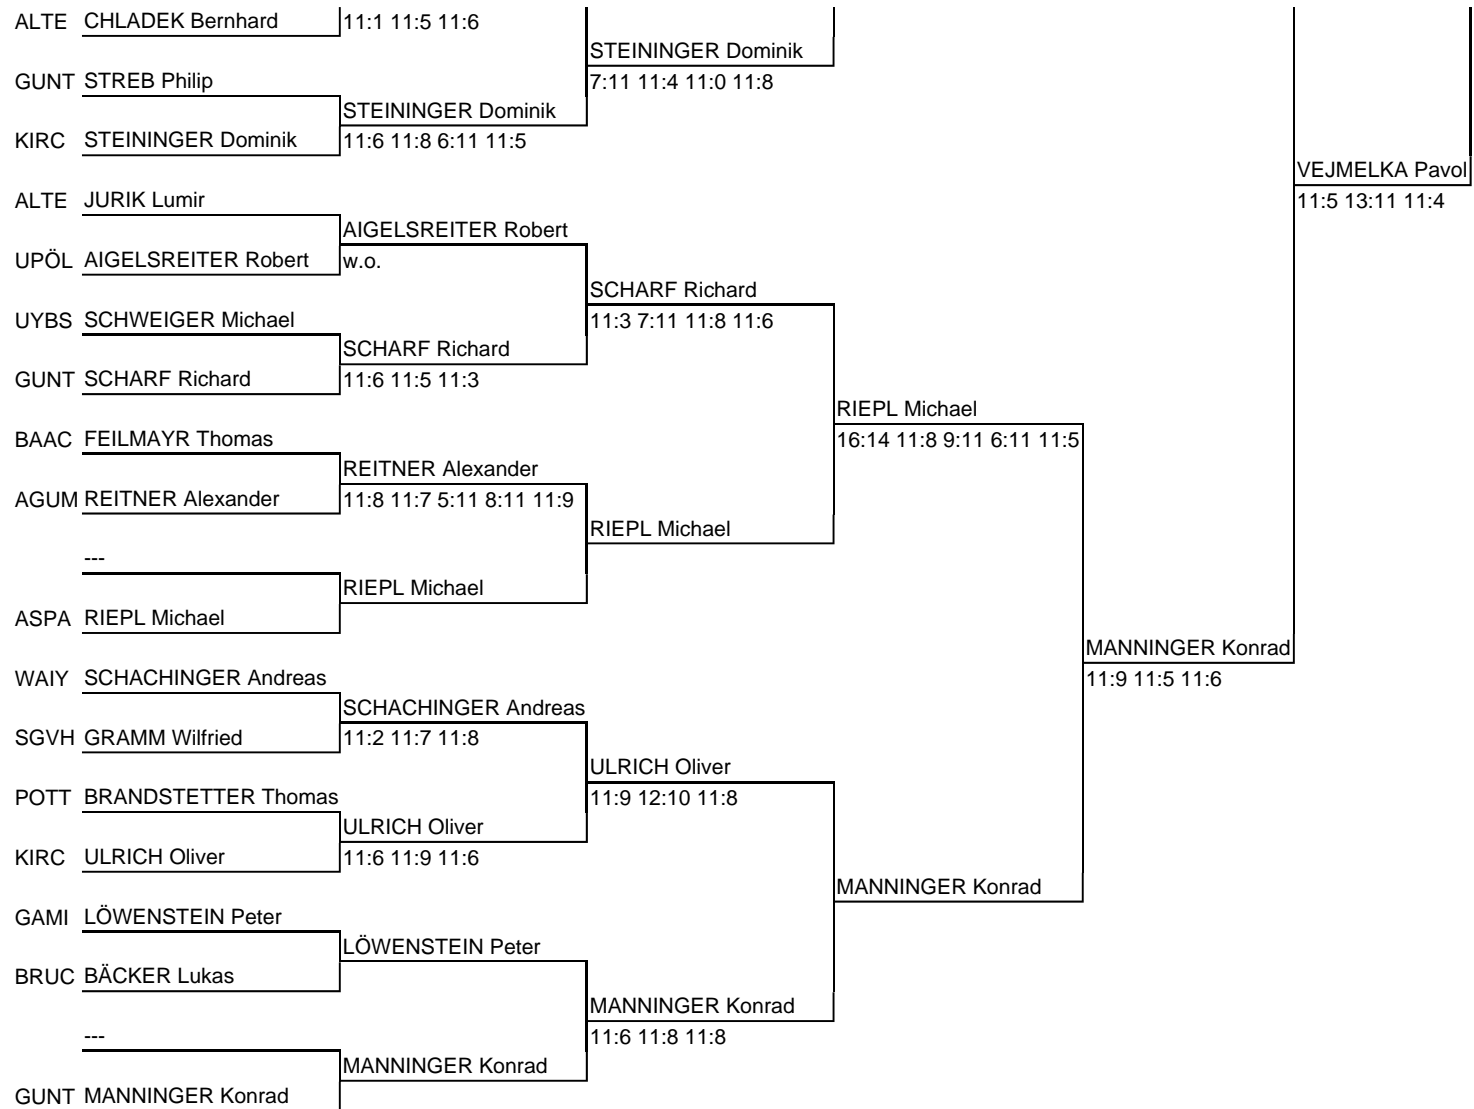 ALTE CHLADEK Bernhard 11:1 11:5 11:6
STEININGER Dominik
GUNT STREB Philip 7:11 11:4 11:0 11:8
STEININGER Dominik
KIRC STEININGER Dominik 11:6 11:8 6:11 11:5
VEJMELKA Pavol
ALTE JURIK Lumir 11:5 13:11 11:4
AIGELSREITER Robert
UPÖL AIGELSREITER Robert w.o.
SCHARF Richard
UYBS SCHWEIGER Michael 11:3 7:11 11:8 11:6
SCHARF Richard
GUNT SCHARF Richard 11:6 11:5 11:3
RIEPL Michael
BAAC FEILMAYR Thomas 16:14 11:8 9:11 6:11 11:5
REITNER Alexander
AGUM REITNER Alexander 11:8 11:7 5:11 8:11 11:9
RIEPL Michael
---
RIEPL Michael
ASPA RIEPL Michael
MANNINGER Konrad
WAIY SCHACHINGER Andreas 11:9 11:5 11:6
SCHACHINGER Andreas
SGVH GRAMM Wilfried 11:2 11:7 11:8
ULRICH Oliver
POTT BRANDSTETTER Thomas 11:9 12:10 11:8
ULRICH Oliver
KIRC ULRICH Oliver 11:6 11:9 11:6
MANNINGER Konrad
GAMI LÖWENSTEIN Peter
LÖWENSTEIN Peter
BRUC BÄCKER Lukas
MANNINGER Konrad
--- 11:6 11:8 11:8
MANNINGER Konrad
GUNT MANNINGER Konrad